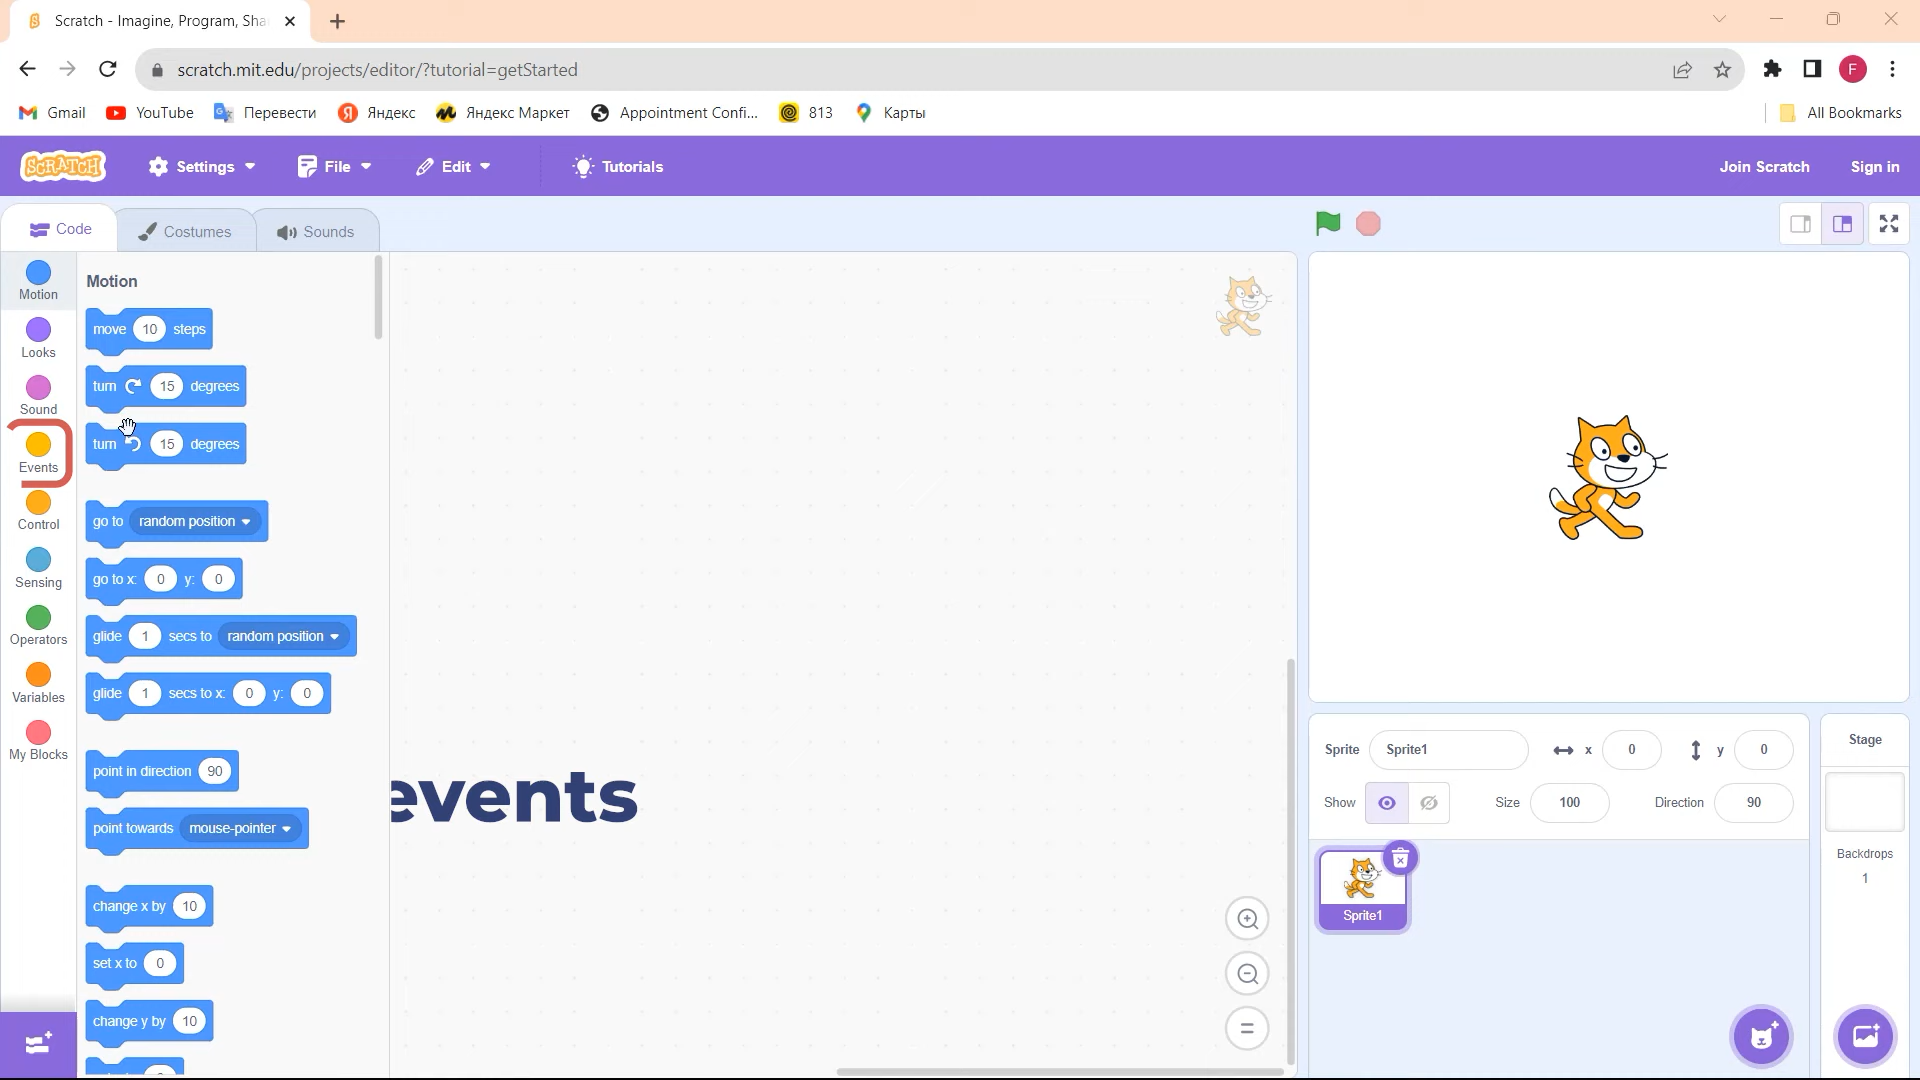 Scratch - Imagine, Program, Sha
scratch.mit.edu/projects/editor/?tutorial=getStarted
F
Gmail YouTube Перевести Яндекс Яндекс Маркет Appointment Confi... 813 Карты All Bookmarks
SCRATCH Settings File Edit Tutorials Join Scratch Sign in
Code Costumes Sounds
Motion
Looks
Sound
Events
Control
Sensing
Operators
Variables
My Blocks
Motion
move 10 steps
turn 15 degrees
turn 15 degrees
go to random position
go to x: 0 y: 0
glide 1 secs to random position
glide 1 secs to x: 0 y: 0
point in direction 90
point towards mouse-pointer
change x by 10
set x to 0
change y by 10
events
Sprite Sprite1 x 0 y 0
Show Size 100 Direction 90
Sprite1
Stage
Backdrops
1